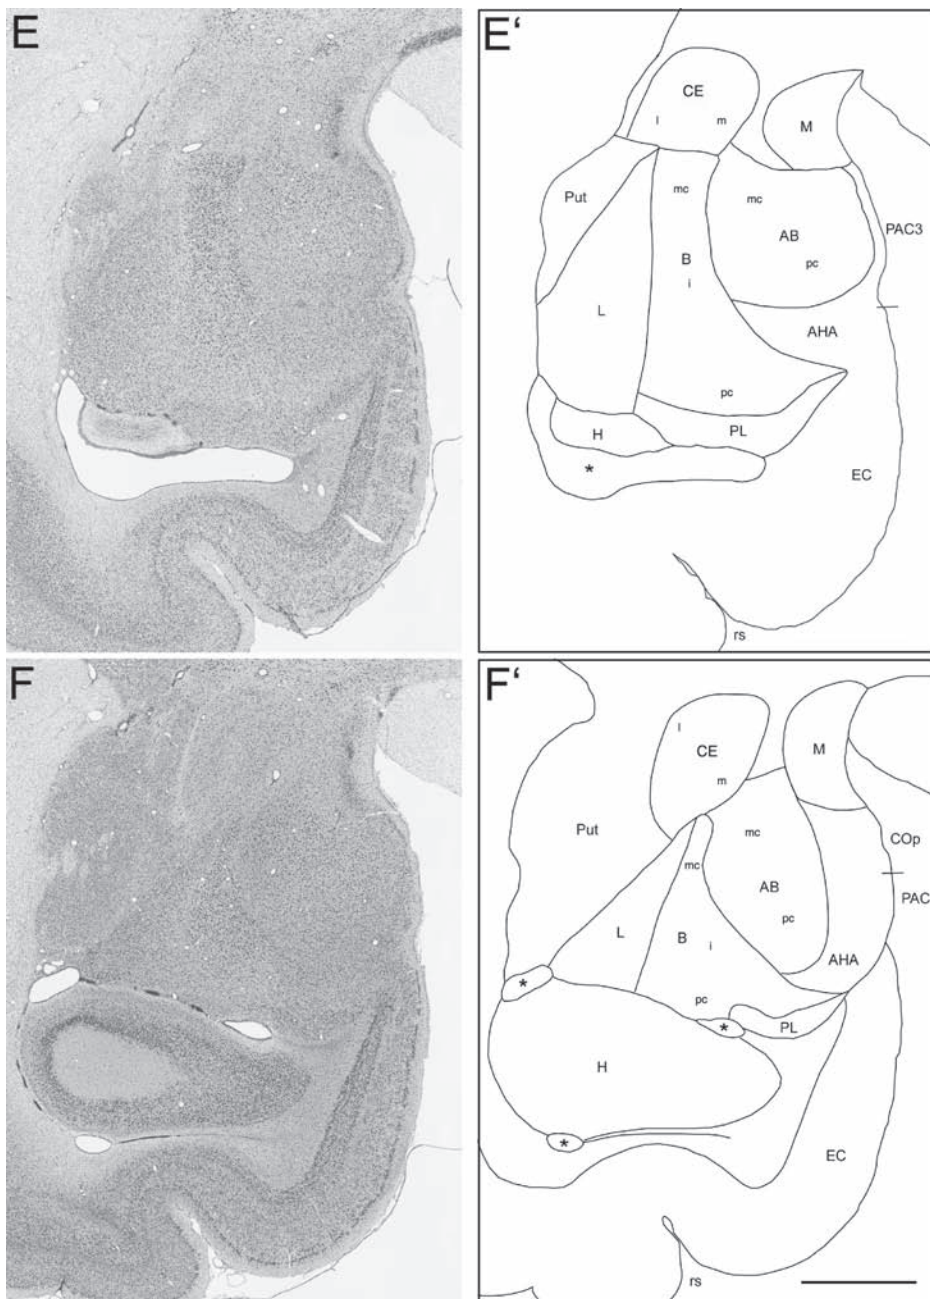 E
E‘
CE
l m
M
Put
mc
mc
AB
PAC3
B
pc
i
L
AHA
pc
H
PL
*
EC
rs
F
F‘
l
CE
M
m
Put
mc
COp
mc
AB
PAC
pc
L
B
i
AHA
*
pc
*
PL
H
*
EC
rs